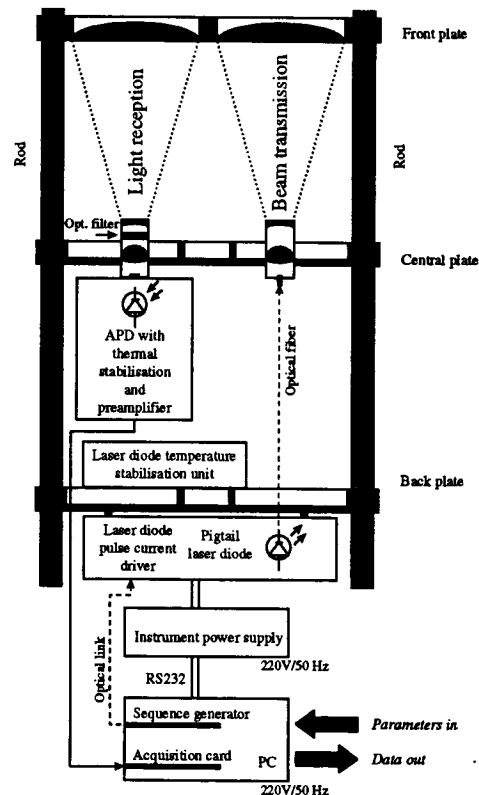 Front plate
Light reception
Beam transmission
Rod
Rod
Opt. filter
Central plate
APD with
thermal
stabilisation
and
preamplifier
Optical fiber
Laser diode temperature
stabilisation unit
Back plate
Laser diode
pulse current
driver
Pigtail
laser diode
Optical link
Instrument power supply
220V/50 Hz
RS232
Sequence generator
Parameters in
Acquisition card
PC
Data out
220V/50 Hz